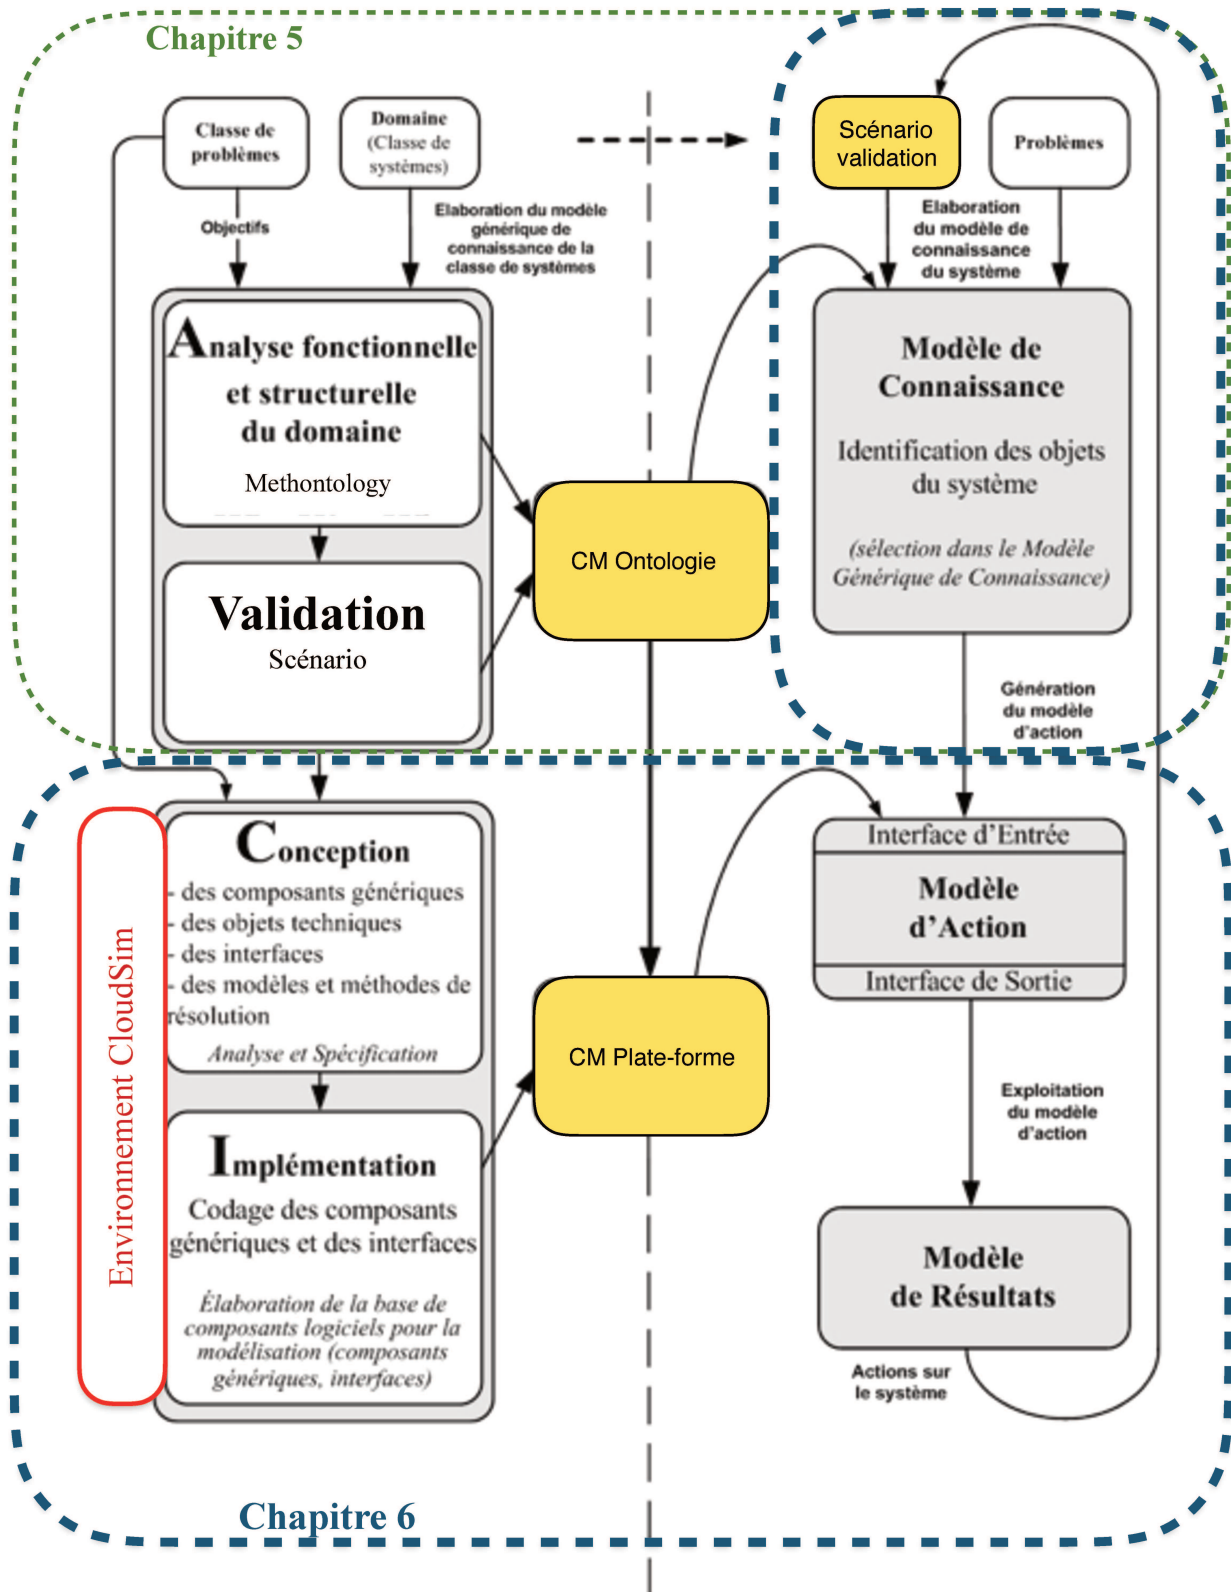 Chapitre 5
Classe de
problèmes
Domaine
(Classe de
systèmes)
Objectifs
Elaboration du modèle
générique de
connaissance de la
classe de systèmes
Analyse fonctionnelle
et structurelle
du domaine
Methontology
Validation
Scénario
CM Ontologie
Scénario
validation
Problèmes
Elaboration
du modèle de
connaissance
du système
Modèle de
Connaissance
Identification des objets
du système
(sélection dans le Modèle
Générique de Connaissance)
Génération
du modèle
d'action
Environnement CloudSim
Conception
- des composants génériques
- des objets techniques
- des interfaces
- des modèles et méthodes de
résolution
Analyse et Spécification
Implémentation
Codage des composants
génériques et des interfaces
Élaboration de la base de
composants logiciels pour la
modélisation (composants
génériques, interfaces)
CM Plate-forme
Interface d'Entrée
Modèle
d'Action
Interface de Sortie
Exploitation
du modèle
d'action
Modèle
de Résultats
Actions sur
le système
Chapitre 6